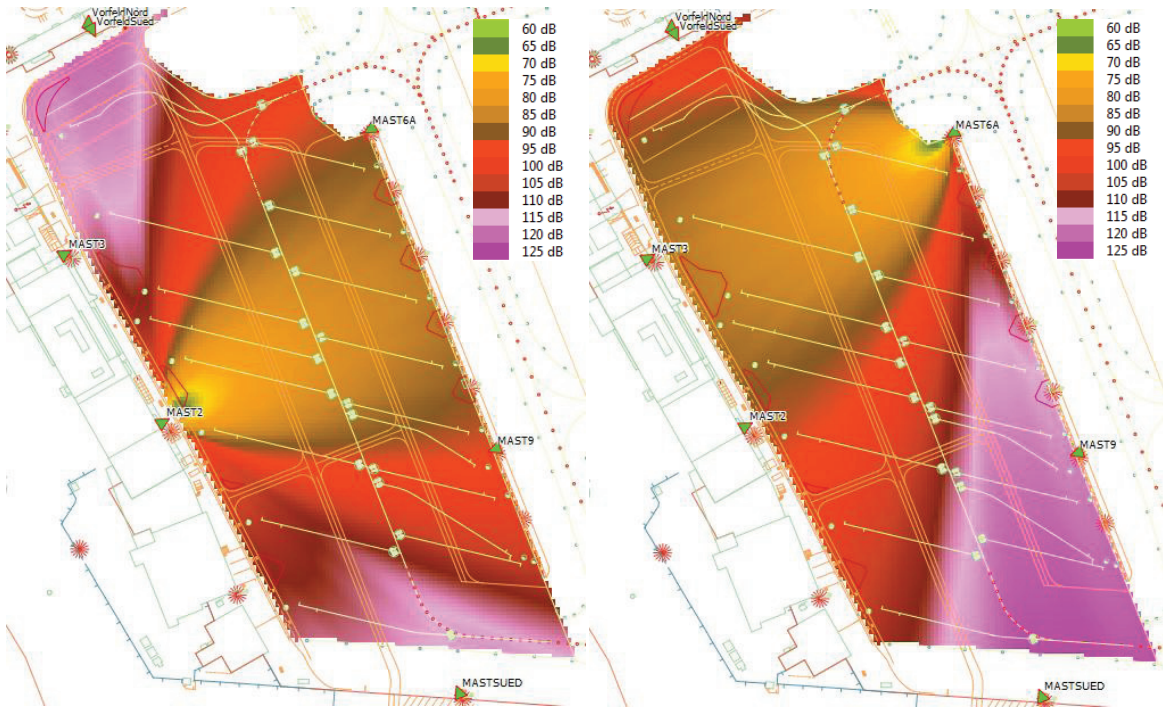 VorfeldNord
VorfeldSued
60 dB
65 dB
70 dB
75 dB
80 dB
85 dB
90 dB
95 dB
100 dB
105 dB
110 dB
115 dB
120 dB
125 dB
MAST6A
MAST3
MAST2
MAST9
MASTSUED
VorfeldNord
VorfeldSued
60 dB
65 dB
70 dB
75 dB
80 dB
85 dB
90 dB
95 dB
100 dB
105 dB
110 dB
115 dB
120 dB
125 dB
MAST6A
MAST3
MAST2
MAST9
MASTSUED